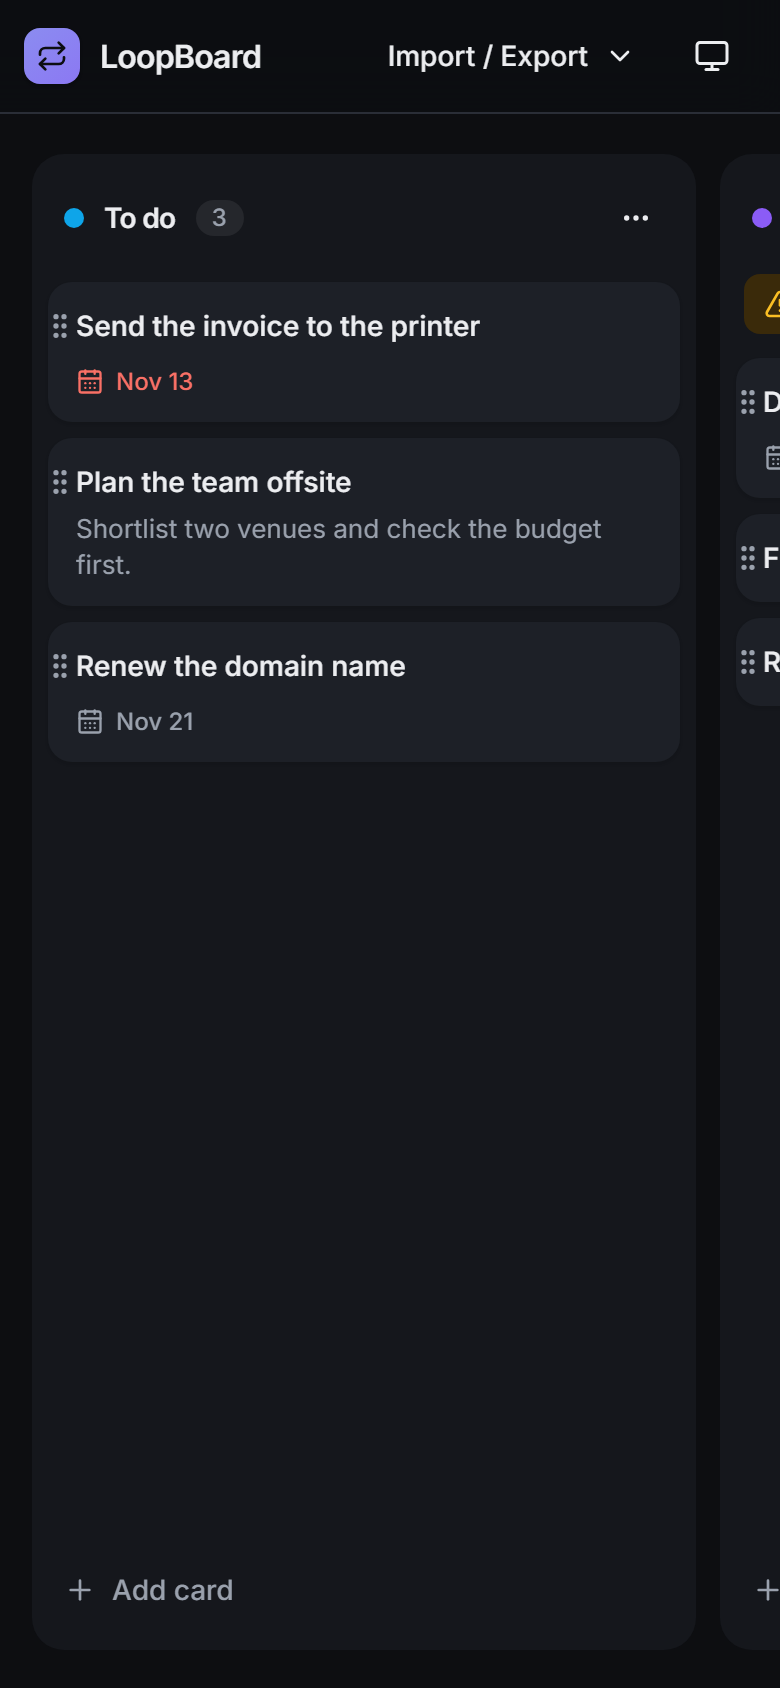 LoopBoard
Import / Export
To do 3
Send the invoice to the printer
Nov 13
Plan the team offsite
Shortlist two venues and check the budget
first.
Renew the domain name
Nov 21
Add card
D
F
R